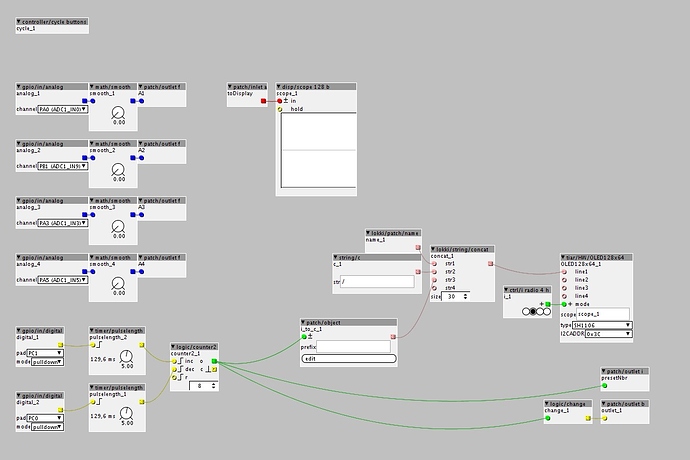 controller/cycle buttons
cycle_1
gpio/in/analog
analog_1
channel PA0 (ADC1_IN0)
math/smooth
smooth_1
0.00
patch/outlet f
A1
patch/inlet a
toDisplay
disp/scope 128 b
scope_1
in
hold
gpio/in/analog
analog_2
channel PB1 (ADC1_IN9)
math/smooth
smooth_2
0.00
patch/outlet f
A2
gpio/in/analog
analog_3
channel PA3 (ADC1_IN3)
math/smooth
smooth_3
0.00
patch/outlet f
A3
gpio/in/analog
analog_4
channel PA5 (ADC1_IN5)
math/smooth
smooth_4
0.00
patch/outlet f
A4
lokki/patch/name
name_1
string/c
c_1
str /
lokki/string/concat
concat_1
str1
str2
str3
str4
size 30
ctrl/i radio 4 h
i_1
tiar/HW/OLED128x64
OLED128x64_1
line1
line2
line3
line4
mode
scope scope_1
type SH1106
I2CADDR 0x3C
gpio/in/digital
digital_1
pad PC1
mode pulldown
timer/pulselength
129,6 ms
5.00
logic/counter2
counter2_1
inc o
dec c
r
8
patch/object
i_to_c_1
prefix
edit
gpio/in/digital
digital_2
pad PC0
mode pulldown
timer/pulselength
pulselength_1
129,6 ms
5.00
patch/outlet i
presetNbr
logic/change
change_1
patch/outlet b
outlet_1